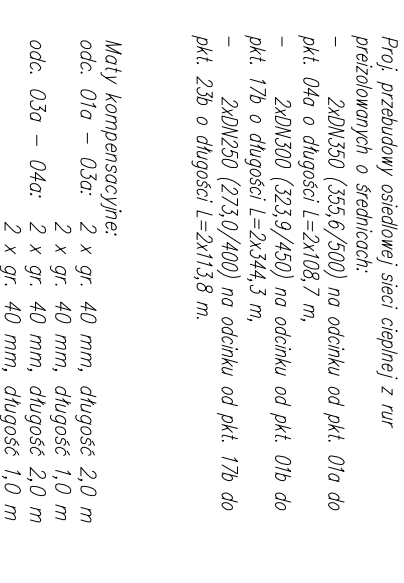 Proj. przebudowy osiedlowej sieci cieplnej z rur
preizolowanych o średnicach:
- 2xDN350 (355,6/500) na odcinku od pkt. 01a do
pkt. 04a o długości L=2x108,7 m,
- 2xDN300 (323,9/450) na odcinku od pkt. 01b do
pkt. 17b o długości L=2x344,3 m,
- 2xDN250 (273,0/400) na odcinku od pkt. 17b do
pkt. 23b o długości L=2x113,8 m.
Maty kompensacyjne:
odc. 01a - 03a: 2 x gr. 40 mm, długość 2,0 m
2 x gr. 40 mm, długość 1,0 m
odc. 03a - 04a: 2 x gr. 40 mm, długość 2,0 m
2 x gr. 40 mm, długość 1,0 m